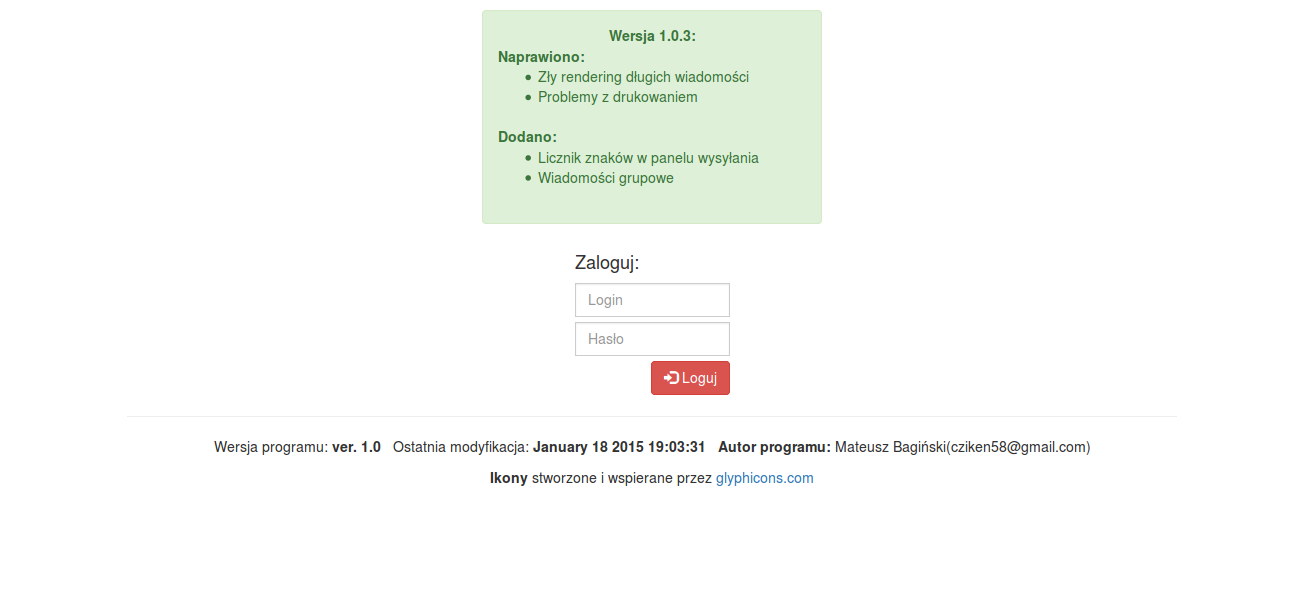 Wersja 1.0.3:
Naprawiono:
Zły rendering długich wiadomości
Problemy z drukowaniem
Dodano:
Licznik znaków w panelu wysyłania
Wiadomości grupowe
Zaloguj:
Login
Hasło
Loguj
Wersja programu: ver. 1.0 Ostatnia modyfikacja: January 18 2015 19:03:31 Autor programu: Mateusz Bagiński(cziken58@gmail.com)
Ikony stworzone i wspierane przez glyphicons.com